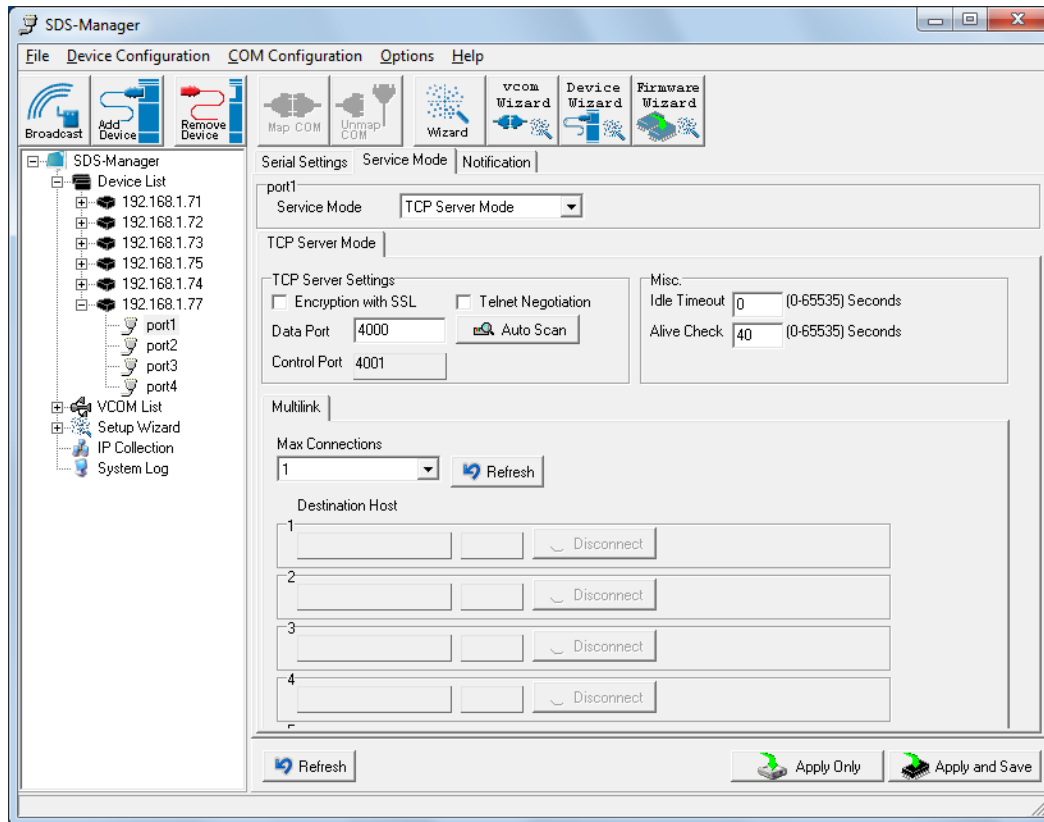 SDS-Manager
File Device Configuration COM Configuration Options Help
Broadcast
Add Device
Remove Device
Map COM
Unmap COM
Wizard
vcom Wizard
Device Wizard
Firmware Wizard
SDS-Manager
Device List
192.168.1.71
192.168.1.72
192.168.1.73
192.168.1.75
192.168.1.74
192.168.1.77
port1
port2
port3
port4
VCOM List
Setup Wizard
IP Collection
System Log
Serial Settings Service Mode Notification
port1
Service Mode TCP Server Mode
TCP Server Mode
TCP Server Settings
Encryption with SSL Telnet Negotiation
Data Port 4000 Auto Scan
Control Port 4001
Misc.
Idle Timeout 0 (0-65535) Seconds
Alive Check 40 (0-65535) Seconds
Multilink
Max Connections
1 Refresh
Destination Host
1 Disconnect
2 Disconnect
3 Disconnect
4 Disconnect
Refresh Apply Only Apply and Save